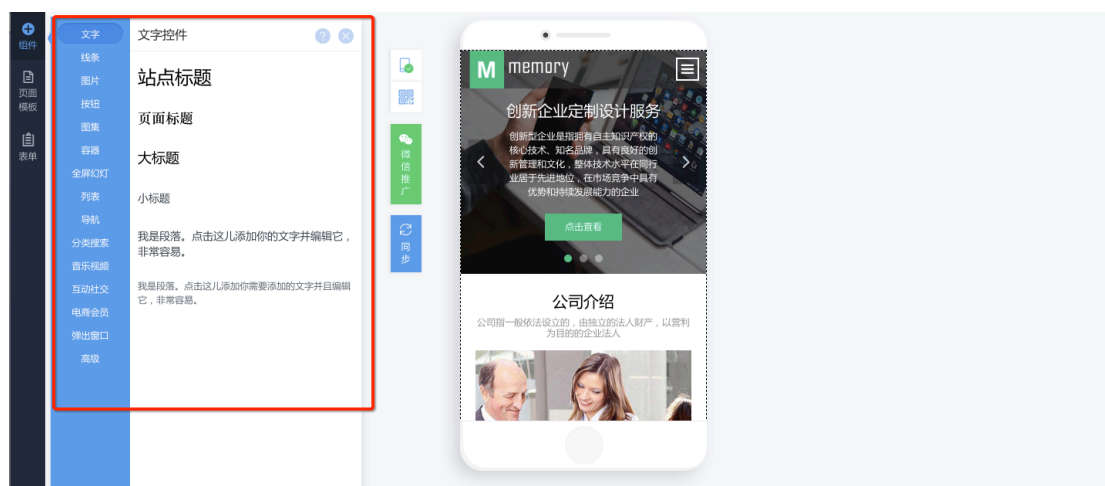 组件
页面
模板
表单
文字
线条
图片
按钮
图集
容器
全屏幻灯
列表
导航
分类搜索
音乐视频
互动社交
电商会员
弹出窗口
高级
文字控件
?
站点标题
页面标题
大标题
小标题
我是段落。点击这儿添加你的文字并编辑它，
非常容易。
我是段落。点击这儿添加你需要添加的文字并且编辑
它，非常容易。
微
信
推
广
同
步
M memory
创新企业定制设计服务
创新型企业是指拥有自主知识产权的
核心技术、知名品牌，具有良好的创
新管理和文化，整体技术水平在同行
业居于先进地位，在市场竞争中具有
优势和持续发展能力的企业
点击查看
公司介绍
公司指一般依法设立的，由独立的法人财产，以营利
为目的的企业法人